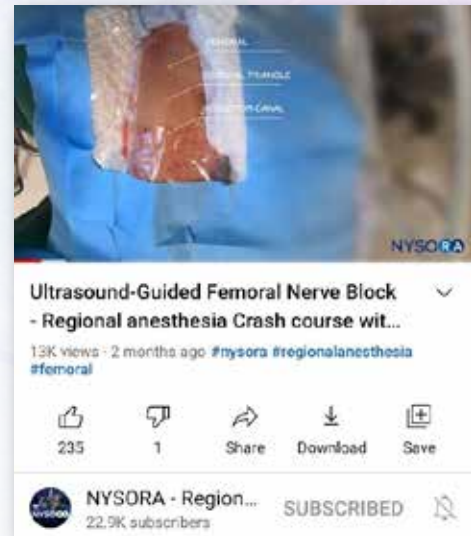 FEMORAL
FEMORAL TRIANGLE
ADDUCTOR CANAL
NYSORA
Ultrasound-Guided Femoral Nerve Block
- Regional anesthesia Crash course wit...
13K views · 2 months ago #nysora #regionalanesthesia
#femoral
235
1
Share
Download
Save
NYSORA - Region...
22.9K subscribers
SUBSCRIBED